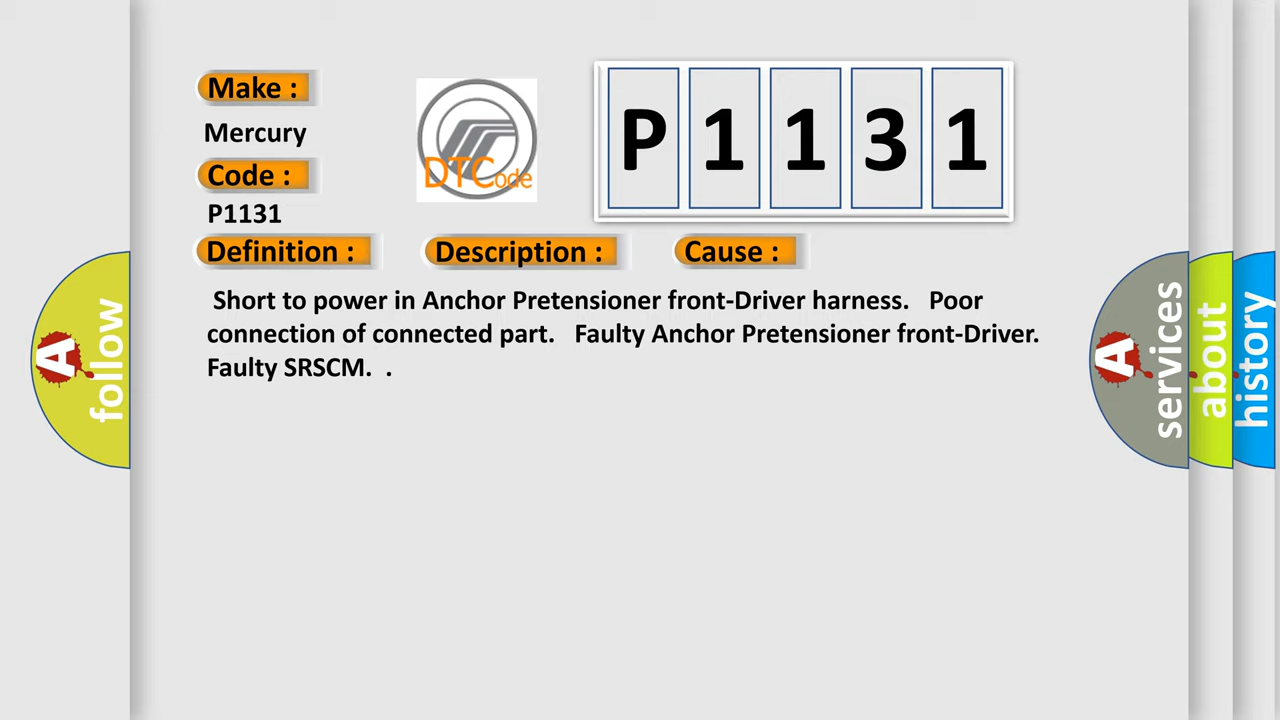 Make :
Mercury
Code :
P1131
DTCode
P 1 1 3 1
Definition :
Description :
Cause :
Short to power in Anchor Pretensioner front-Driver harness. Poor
connection of connected part. Faulty Anchor Pretensioner front-Driver.
Faulty SRSCM. .
A follow
A services
about
history